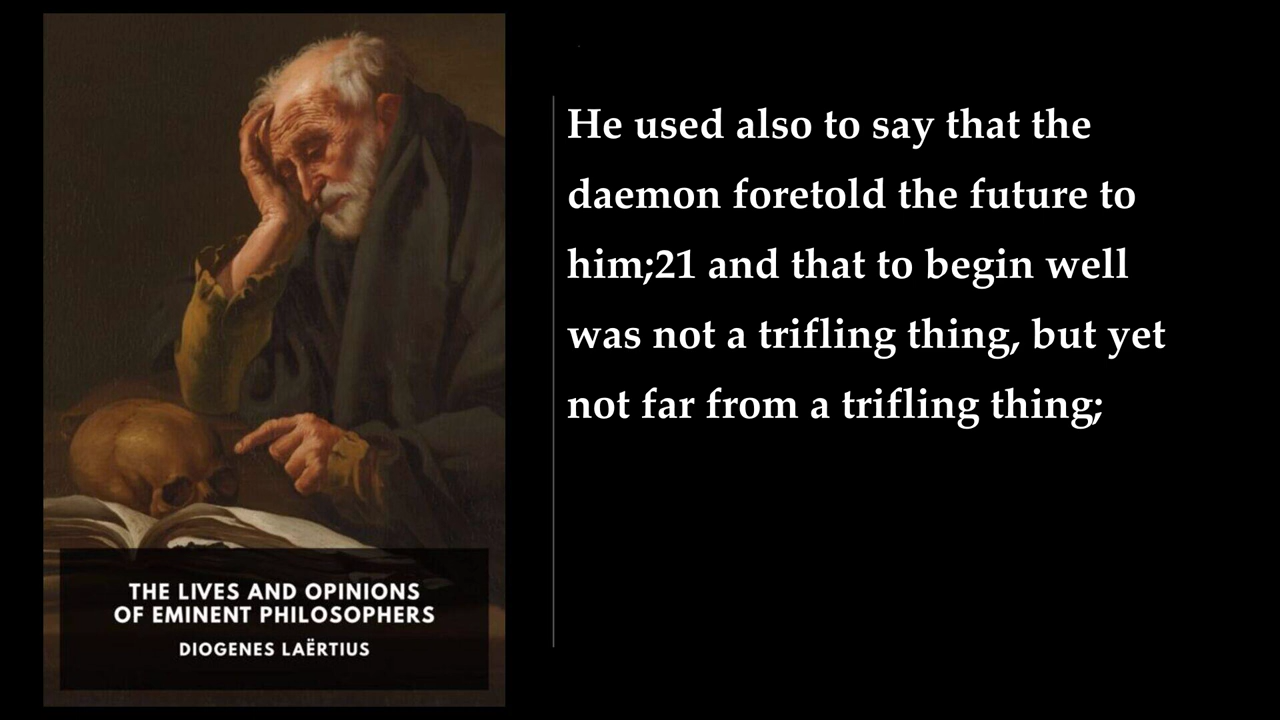 THE LIVES AND OPINIONS
OF EMINENT PHILOSOPHERS
DIOGENES LAËRTIUS
He used also to say that the
daemon foretold the future to
him;21 and that to begin well
was not a trifling thing, but yet
not far from a trifling thing;